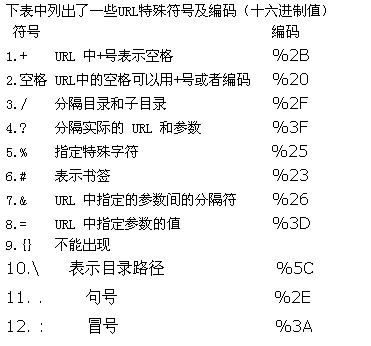 下表中列出了一些URL特殊符号及编码（十六进制值）
符号 编码
1.+ URL 中+号表示空格 %2B
2.空格 URL中的空格可以用+号或者编码 %20
3./ 分隔目录和子目录 %2F
4.? 分隔实际的 URL 和参数 %3F
5.% 指定特殊字符 %25
6.# 表示书签 %23
7.& URL 中指定的参数间的分隔符 %26
8.= URL 中指定参数的值 %3D
9.{} 不能出现
10.\ 表示目录路径 %5C
11. . 句号 %2E
12. : 冒号 %3A